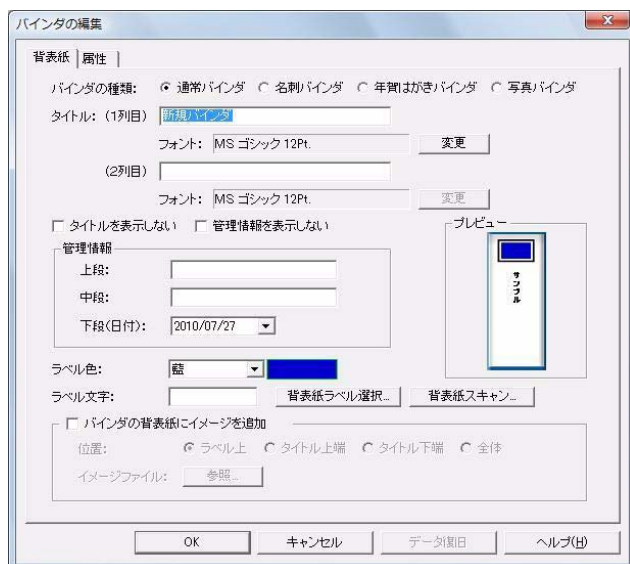 バインダの編集
背表紙 属性
バインダの種類: 通常バインダ 名刺バインダ 年賀はがきバインダ 写真バインダ
タイトル: (1列目) 新規バインダ
フォント: MS ゴシック 12Pt. 変更
(2列目)
フォント: MS ゴシック 12Pt. 変更
タイトルを表示しない 管理情報を表示しない
プレビュー
サンプル
管理情報
上段:
中段:
下段(日付): 2010/07/27
ラベル色: 藍
ラベル文字: 背表紙ラベル選択... 背表紙スキャン...
バインダの背表紙にイメージを追加
位置: ラベル上 タイトル上端 タイトル下端 全体
イメージファイル: 参照...
OK キャンセル データ復旧 ヘルプ(H)